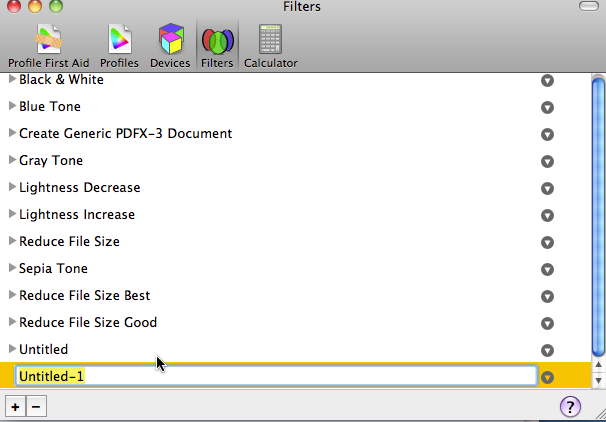 Filters
Profile First Aid Profiles Devices Filters Calculator
Black & White
Blue Tone
Create Generic PDFX-3 Document
Gray Tone
Lightness Decrease
Lightness Increase
Reduce File Size
Sepia Tone
Reduce File Size Best
Reduce File Size Good
Untitled
Untitled-1
+ − ?